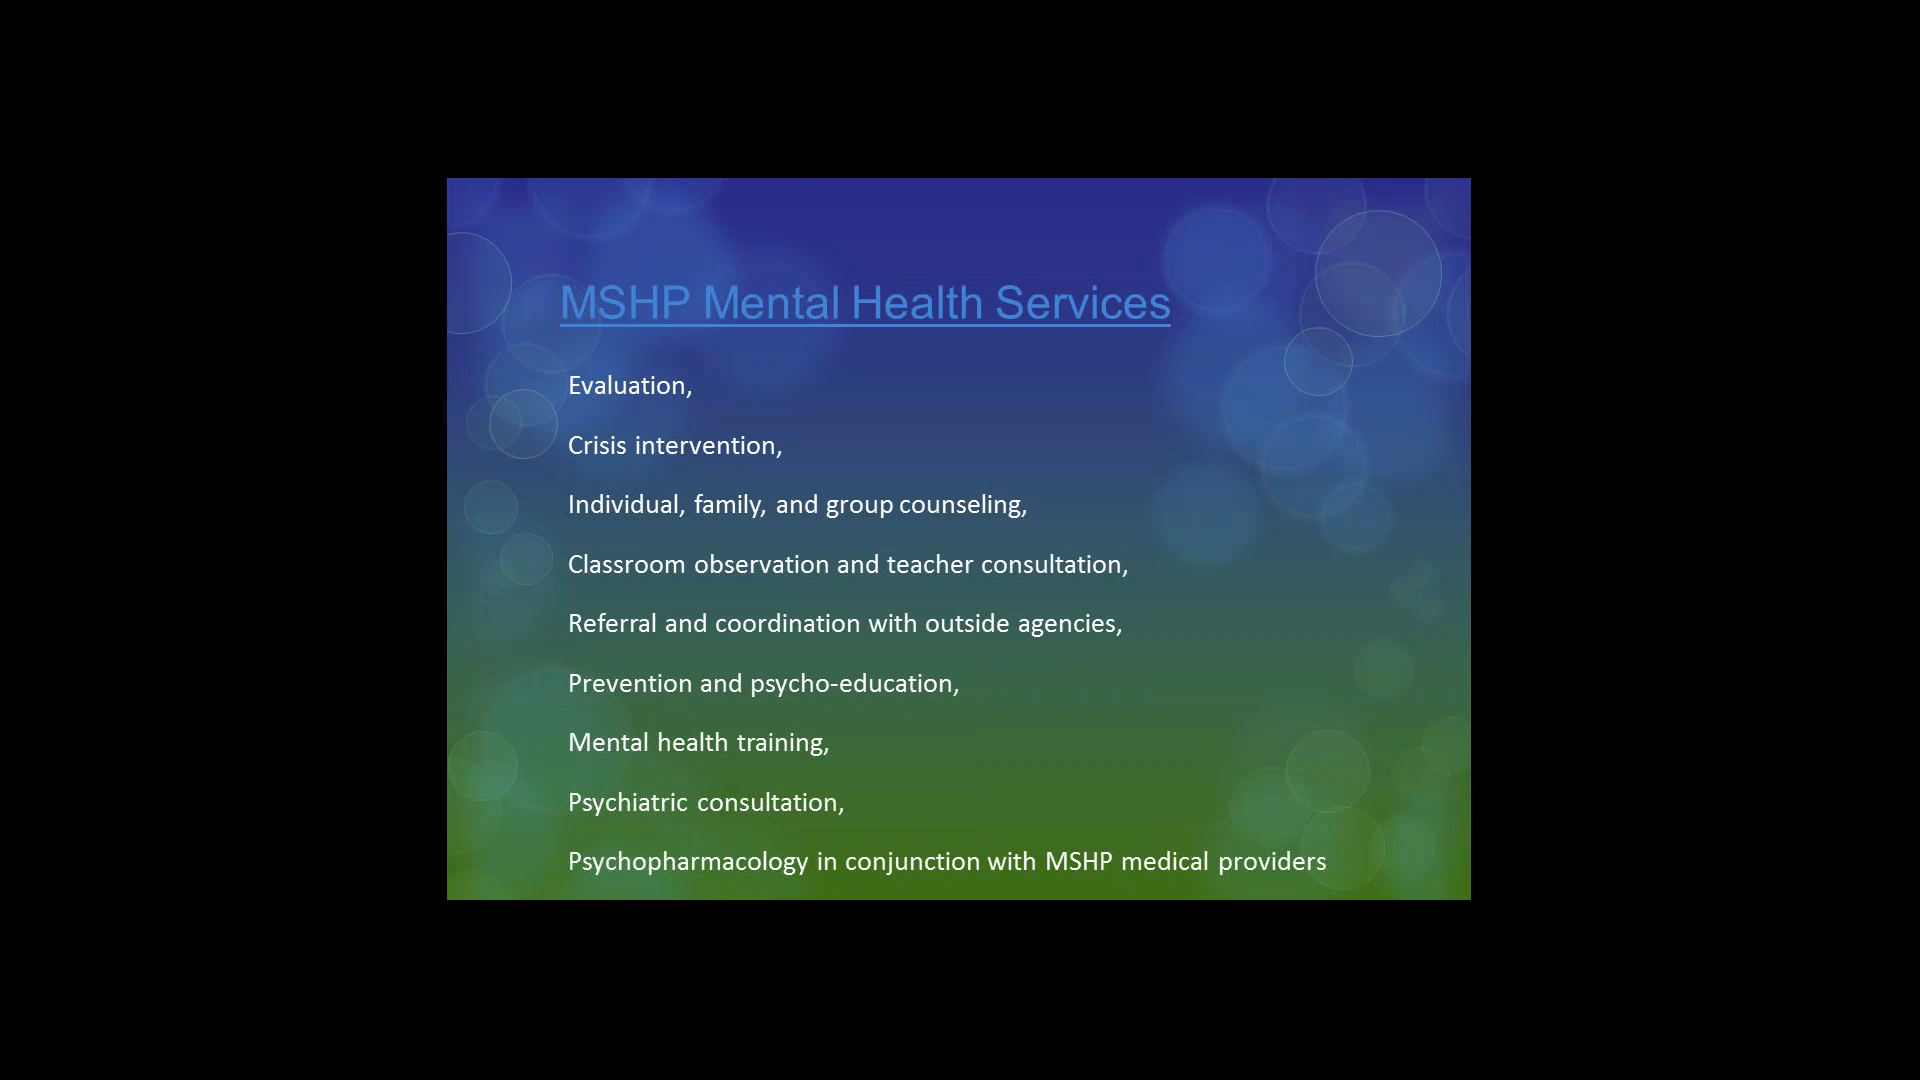 MSHP Mental Health Services
Evaluation,
Crisis intervention,
Individual, family, and group counseling,
Classroom observation and teacher consultation,
Referral and coordination with outside agencies,
Prevention and psycho-education,
Mental health training,
Psychiatric consultation,
Psychopharmacology in conjunction with MSHP medical providers